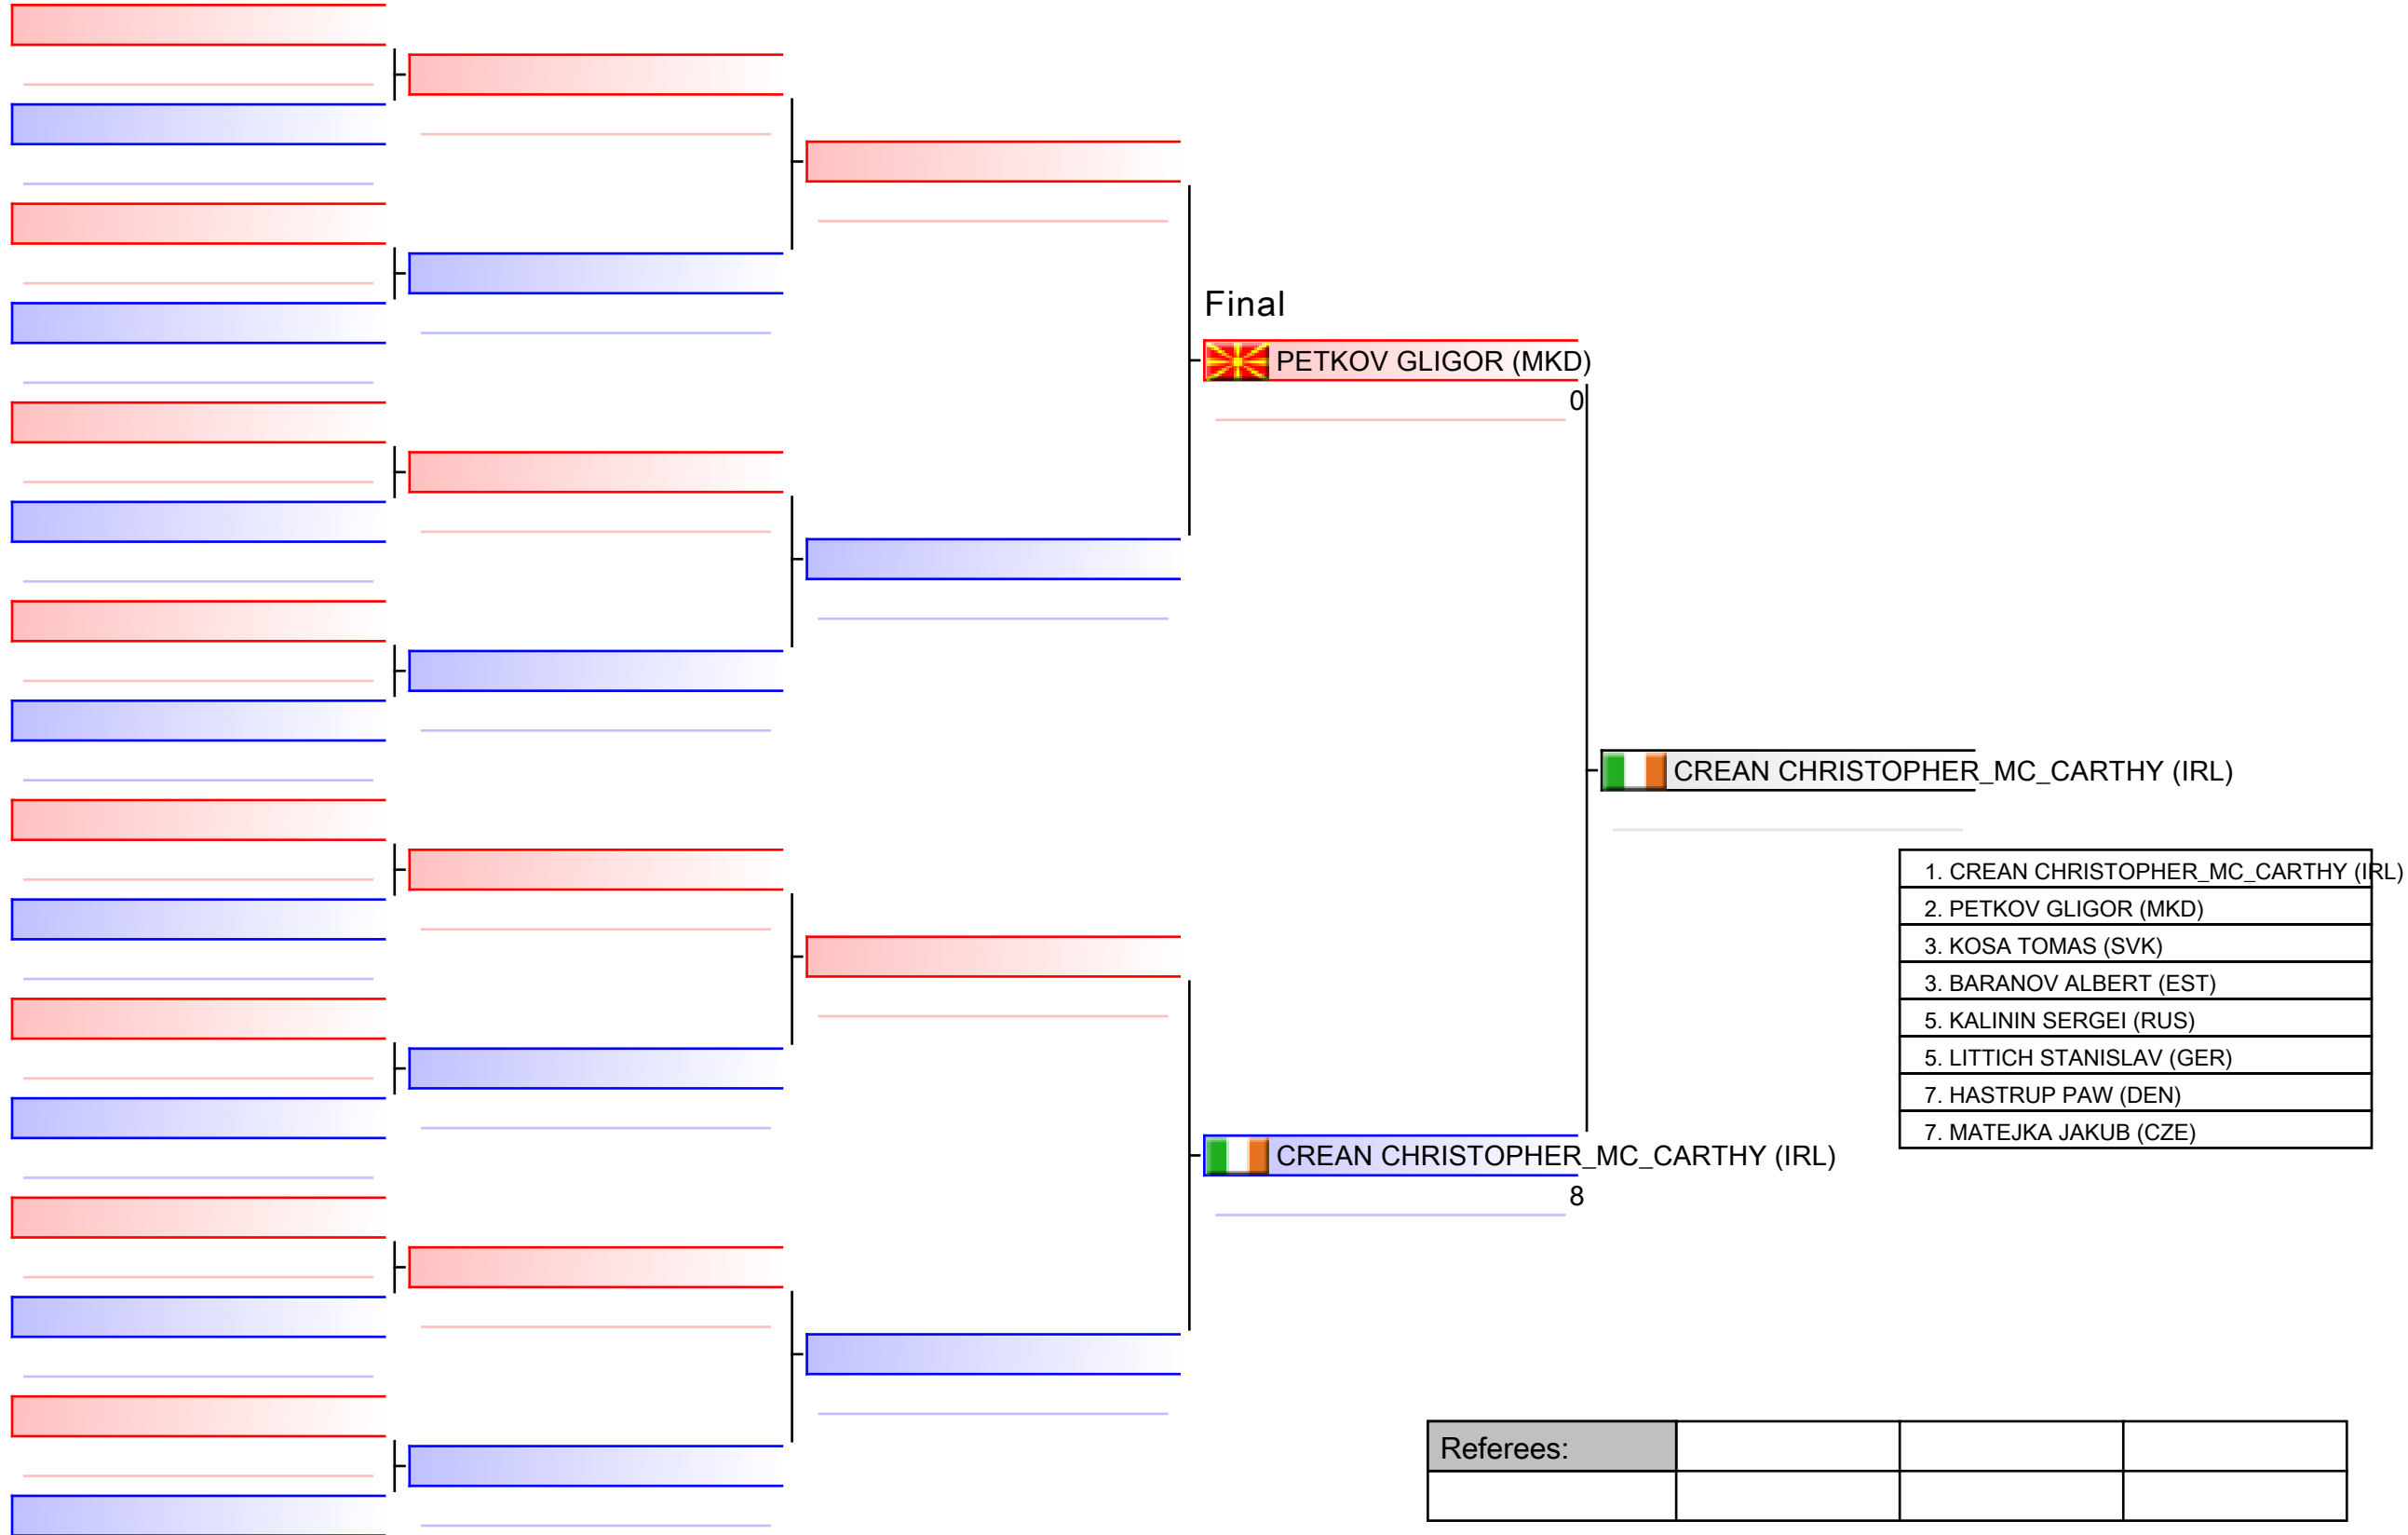 Final
PETKOV GLIGOR (MKD)
0
CREAN CHRISTOPHER_MC_CARTHY (IRL)
1. CREAN CHRISTOPHER_MC_CARTHY (IRL)
2. PETKOV GLIGOR (MKD)
3. KOSA TOMAS (SVK)
3. BARANOV ALBERT (EST)
5. KALININ SERGEI (RUS)
5. LITTICH STANISLAV (GER)
7. HASTRUP PAW (DEN)
7. MATEJKA JAKUB (CZE)
CREAN CHRISTOPHER_MC_CARTHY (IRL)
8
Referees: